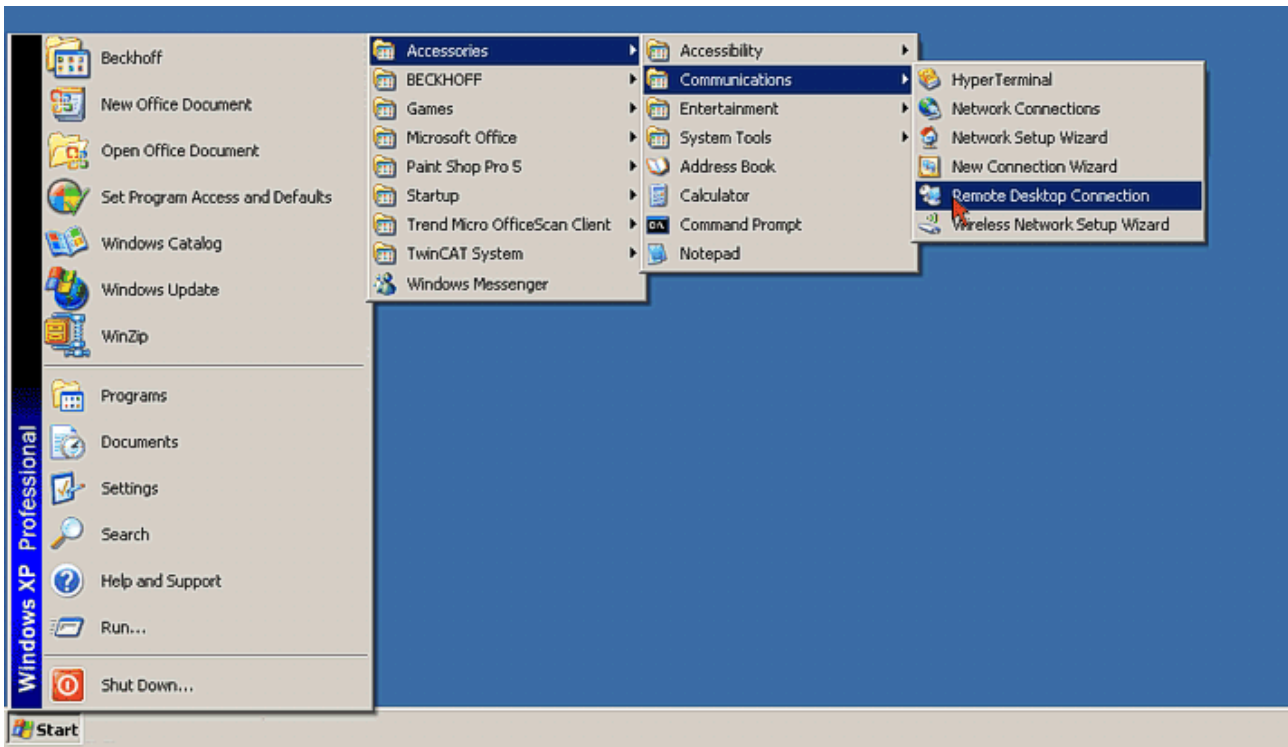 Beckhoff
New Office Document
Open Office Document
Set Program Access and Defaults
Windows Catalog
Windows Update
WinZip
Programs
Documents
Settings
Search
Help and Support
Run...
Shut Down...
Windows XP Professional
Start
Accessories
BECKHOFF
Games
Microsoft Office
Paint Shop Pro 5
Startup
Trend Micro OfficeScan Client
TwinCAT System
Windows Messenger
Accessibility
Communications
Entertainment
System Tools
Address Book
Calculator
Command Prompt
Notepad
HyperTerminal
Network Connections
Network Setup Wizard
New Connection Wizard
Remote Desktop Connection
Wireless Network Setup Wizard